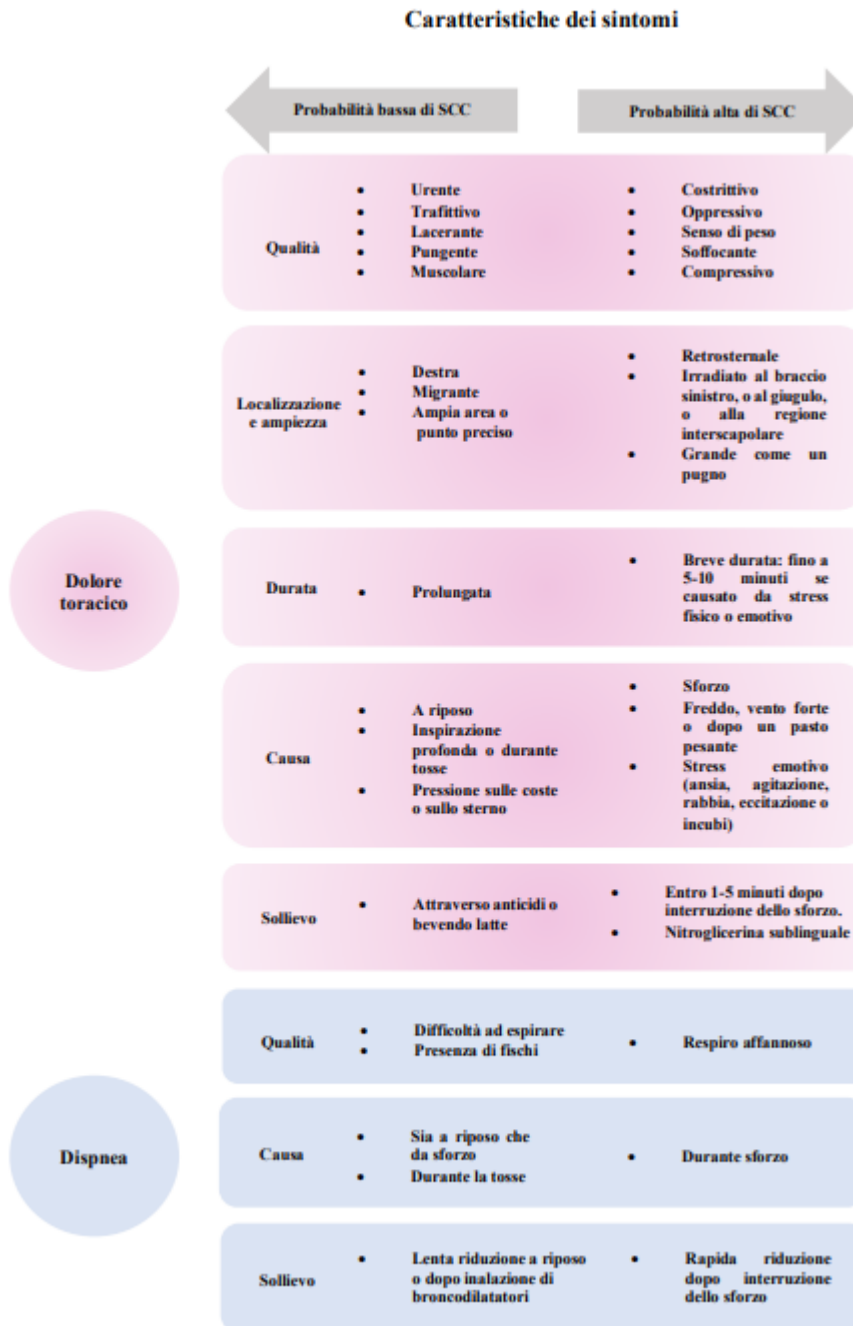 Caratteristiche dei sintomi
Probabilità bassa di SCC
Probabilità alta di SCC
Dolore
toracico
Qualità
• Urente
• Trafittivo
• Lacerante
• Pungente
• Muscolare
• Costrittivo
• Oppressivo
• Senso di peso
• Soffocante
• Compressivo
Localizzazione
e ampiezza
• Destra
• Migrante
• Ampia area o
punto preciso
• Retrosternale
• Irradiato al braccio
sinistro, o al giugulo,
o alla regione
interscapolare
• Grande come un
pugno
Durata
• Prolungata
• Breve durata: fino a
5-10 minuti se
causato da stress
fisico o emotivo
Causa
• A riposo
• Inspirazione
profonda o durante
tosse
• Pressione sulle coste
o sullo sterno
• Sforzo
• Freddo, vento forte
o dopo un pasto
pesante
• Stress emotivo
(ansia, agitazione,
rabbia, eccitazione o
incubi)
Sollievo
• Attraverso anticidi o
bevendo latte
• Entro 1-5 minuti dopo
interruzione dello sforzo.
• Nitroglicerina sublinguale
Dispnea
Qualità
• Difficoltà ad espirare
• Presenza di fischi
• Respiro affannoso
Causa
• Sia a riposo che
da sforzo
• Durante la tosse
• Durante sforzo
Sollievo
• Lenta riduzione a riposo
o dopo inalazione di
broncodilatatori
• Rapida riduzione
dopo interruzione
dello sforzo